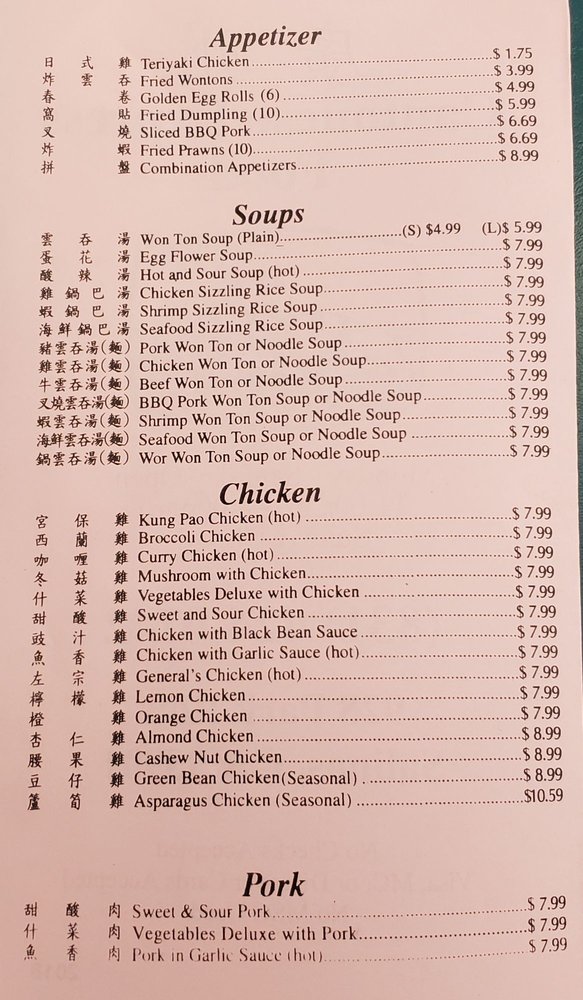 Appetizer
日式雞 Teriyaki Chicken $ 1.75
炸雲吞 Fried Wontons $ 3.99
春卷 Golden Egg Rolls (6) $ 4.99
窩貼 Fried Dumpling (10) $ 5.99
叉燒 Sliced BBQ Pork $ 6.69
炸蝦 Fried Prawns (10) $ 6.69
拼盤 Combination Appetizers $ 8.99
Soups
雲吞湯 Won Ton Soup (Plain) (S) $4.99 (L)$ 5.99
蛋花湯 Egg Flower Soup $ 7.99
酸辣湯 Hot and Sour Soup (hot) $ 7.99
雞鍋巴湯 Chicken Sizzling Rice Soup $ 7.99
蝦鍋巴湯 Shrimp Sizzling Rice Soup $ 7.99
海鮮鍋巴湯 Seafood Sizzling Rice Soup $ 7.99
豬雲吞湯(麵) Pork Won Ton or Noodle Soup $ 7.99
雞雲吞湯(麵) Chicken Won Ton or Noodle Soup $ 7.99
牛雲吞湯(麵) Beef Won Ton or Noodle Soup $ 7.99
叉燒雲吞湯(麵) BBQ Pork Won Ton Soup or Noodle Soup $ 7.99
蝦雲吞湯(麵) Shrimp Won Ton Soup or Noodle Soup $ 7.99
海鮮雲吞湯(麵) Seafood Won Ton Soup or Noodle Soup $ 7.99
鍋雲吞湯(麵) Wor Won Ton Soup or Noodle Soup $ 7.99
Chicken
宮保雞 Kung Pao Chicken (hot) $ 7.99
西蘭雞 Broccoli Chicken $ 7.99
咖喱雞 Curry Chicken (hot) $ 7.99
冬菇雞 Mushroom with Chicken $ 7.99
什菜雞 Vegetables Deluxe with Chicken $ 7.99
甜酸雞 Sweet and Sour Chicken $ 7.99
豉汁雞 Chicken with Black Bean Sauce $ 7.99
魚香雞 Chicken with Garlic Sauce (hot) $ 7.99
左宗雞 General's Chicken (hot) $ 7.99
檸檬雞 Lemon Chicken $ 7.99
橙雞 Orange Chicken $ 7.99
杏仁雞 Almond Chicken $ 8.99
腰果雞 Cashew Nut Chicken $ 8.99
豆仔雞 Green Bean Chicken(Seasonal) $ 8.99
蘆筍雞 Asparagus Chicken (Seasonal) $10.59
Pork
甜酸肉 Sweet & Sour Pork $ 7.99
什菜肉 Vegetables Deluxe with Pork $ 7.99
魚香肉 Pork in Garlic Sauce (hot) $ 7.99